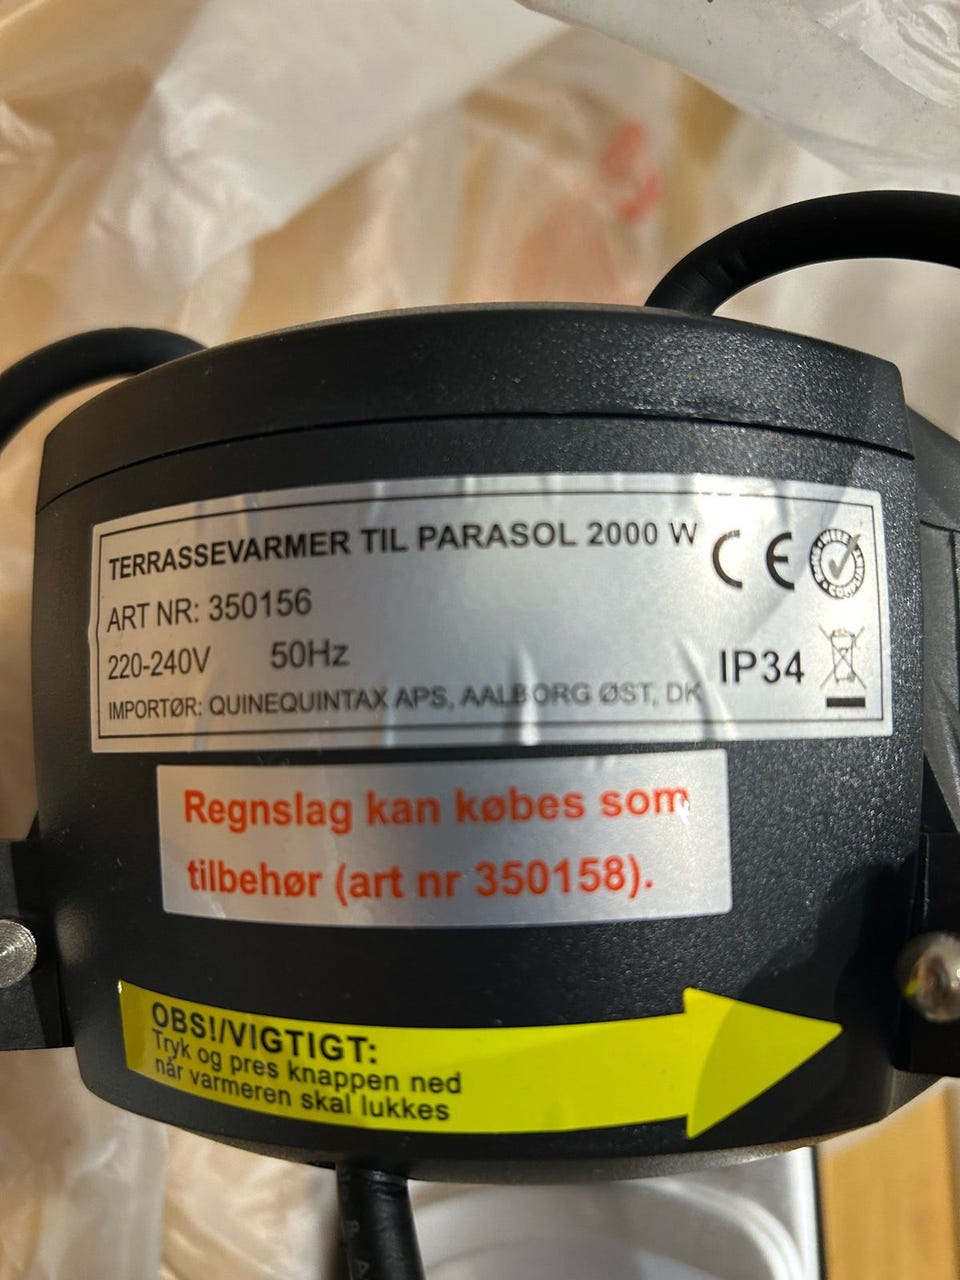 TERRASSEVARMER TIL PARASOL 2000 W
CE
ART NR: 350156
220-240V 50Hz
IP34
IMPORTØR: QUINEQUINTAX APS, AALBORG ØST, DK
Regnslag kan købes som
tilbehør (art nr 350158).
OBS!/VIGTIGT:
Tryk og pres knappen ned
når varmeren skal lukkes